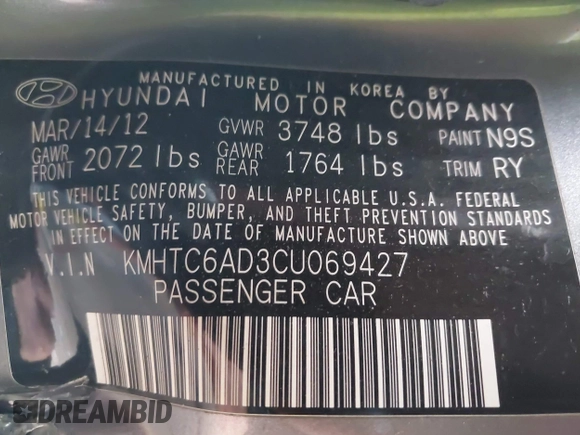 MANUFACTURED IN KOREA BY
HYUNDAI MOTOR COMPANY
MAR/14/12 GVWR 3748 lbs PAINT N9S
GAWR FRONT 2072 lbs GAWR REAR 1764 lbs TRIM RY
THIS VEHICLE CONFORMS TO ALL APPLICABLE U.S.A. FEDERAL
MOTOR VEHICLE SAFETY, BUMPER, AND THEFT PREVENTION STANDARDS
IN EFFECT ON THE DATE OF MANUFACTURE SHOWN ABOVE
V.I.N KMHTC6AD3CU069427
PASSENGER CAR
DREAMBID